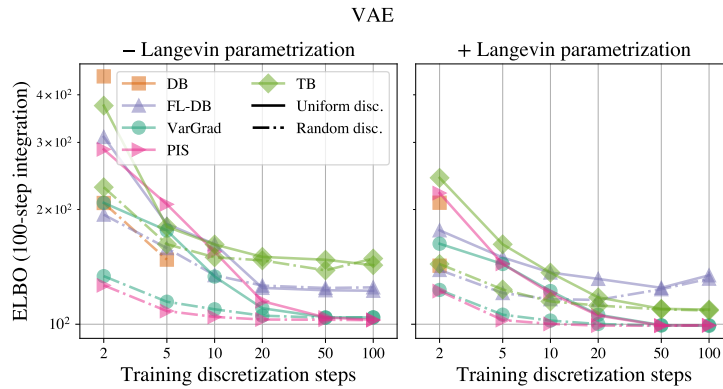 VAE
− Langevin parametrization
+ Langevin parametrization
ELBO (100-step integration)
4 × 10²
3 × 10²
2 × 10²
10²
DB
FL-DB
VarGrad
PIS
TB
Uniform disc.
Random disc.
2 5 10 20 50 100
2 5 10 20 50 100
Training discretization steps
Training discretization steps